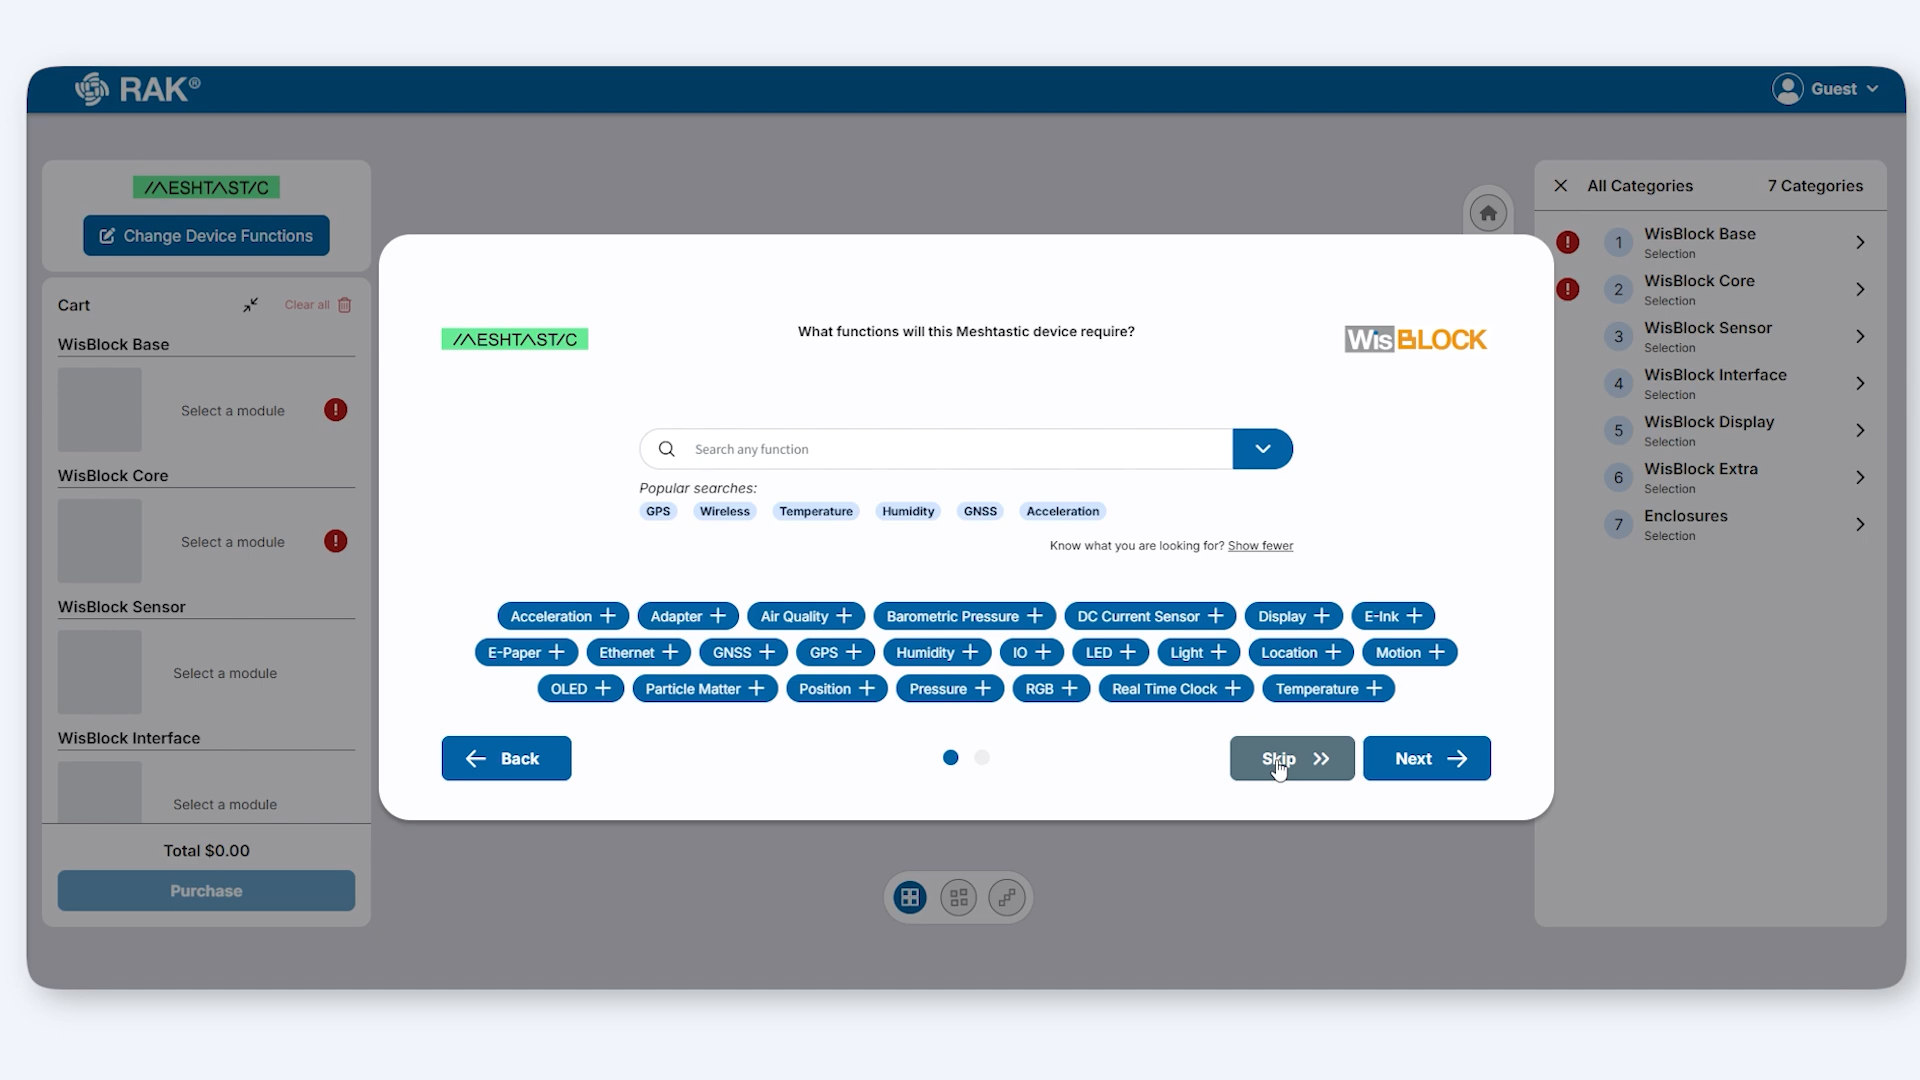 RAK®
Guest
MESHTASTIC
Change Device Functions
Cart
Clear all
WisBlock Base
Select a module
!
WisBlock Core
Select a module
!
WisBlock Sensor
Select a module
WisBlock Interface
Select a module
Total $0.00
Purchase
MESHTASTIC
What functions will this Meshtastic device require?
WisBLOCK
Search any function
Popular searches:
GPS Wireless Temperature Humidity GNSS Acceleration
Know what you are looking for? Show fewer
Acceleration + Adapter + Air Quality + Barometric Pressure + DC Current Sensor + Display + E-Ink +
E-Paper + Ethernet + GNSS + GPS + Humidity + IO + LED + Light + Location + Motion +
OLED + Particle Matter + Position + Pressure + RGB + Real Time Clock + Temperature +
Back
Skip
Next
All Categories 7 Categories
! 1 WisBlock Base
Selection
! 2 WisBlock Core
Selection
3 WisBlock Sensor
Selection
4 WisBlock Interface
Selection
5 WisBlock Display
Selection
6 WisBlock Extra
Selection
7 Enclosures
Selection